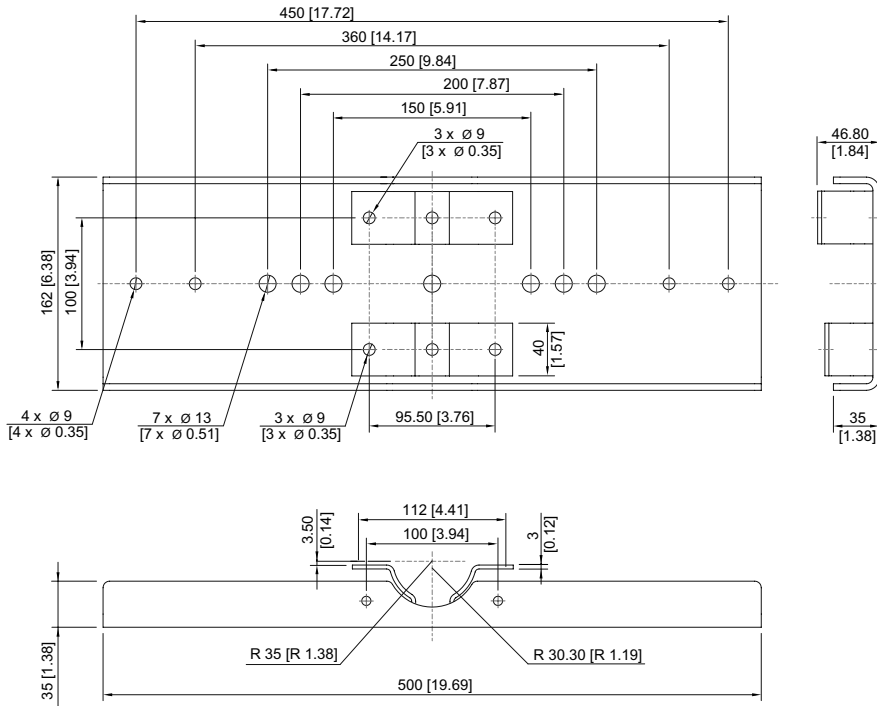 450 [17.72]
360 [14.17]
250 [9.84]
200 [7.87]
150 [5.91]
3 x Ø 9
[3 x Ø 0.35]
46.80
[1.84]
162 [6.38]
100 [3.94]
40
[1.57]
4 x Ø 9
[4 x Ø 0.35]
7 x Ø 13
[7 x Ø 0.51]
3 x Ø 9
[3 x Ø 0.35]
95.50 [3.76]
35
[1.38]
3.50
[0.14]
112 [4.41]
100 [3.94]
3
[0.12]
35 [1.38]
R 35 [R 1.38]
R 30.30 [R 1.19]
500 [19.69]